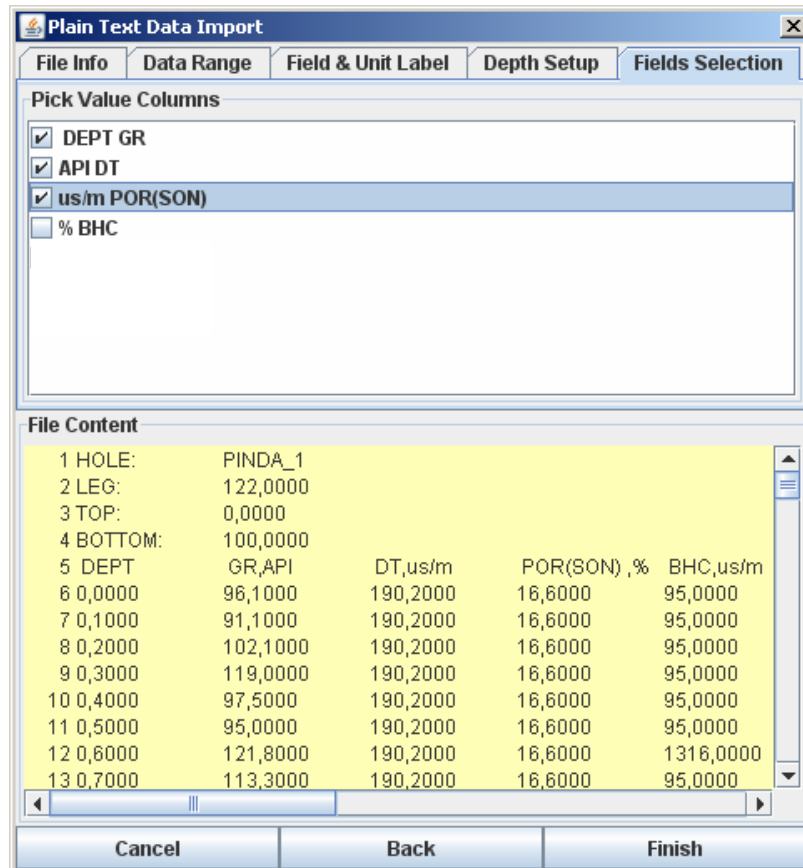 Plain Text Data Import
File Info Data Range Field & Unit Label Depth Setup Fields Selection
Pick Value Columns
DEPT GR
API DT
us/m POR(SON)
% BHC
File Content
1 HOLE: PINDA_1
2 LEG: 122,0000
3 TOP: 0,0000
4 BOTTOM: 100,0000
5 DEPT GR,API DT,us/m POR(SON) ,% BHC,us/m
6 0,0000 96,1000 190,2000 16,6000 95,0000
7 0,1000 91,1000 190,2000 16,6000 95,0000
8 0,2000 102,1000 190,2000 16,6000 95,0000
9 0,3000 119,0000 190,2000 16,6000 95,0000
10 0,4000 97,5000 190,2000 16,6000 95,0000
11 0,5000 95,0000 190,2000 16,6000 95,0000
12 0,6000 121,8000 190,2000 16,6000 1316,0000
13 0,7000 113,3000 190,2000 16,6000 95,0000
Cancel Back Finish